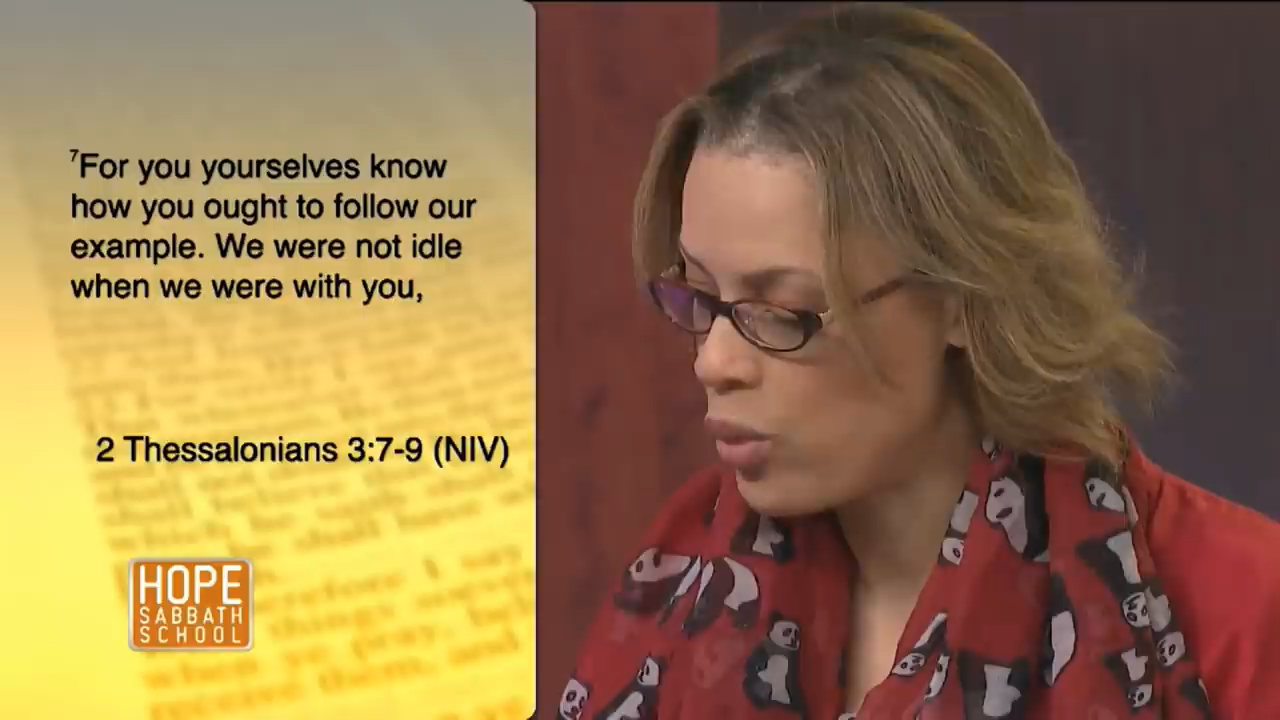 ⁷For you yourselves know
how you ought to follow our
example. We were not idle
when we were with you,
2 Thessalonians 3:7-9 (NIV)
HOPE
SABBATH
SCHOOL